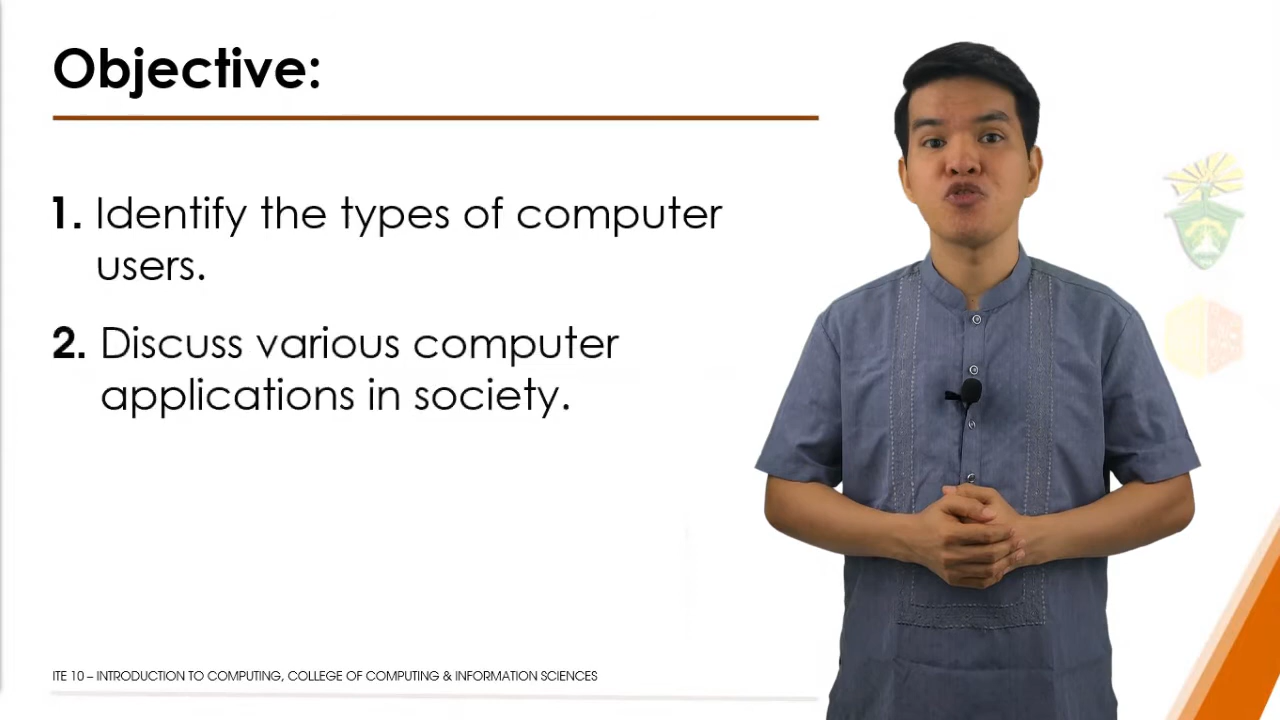 Objective:
1. Identify the types of computer
users.
2. Discuss various computer
applications in society.
ITE 10 – INTRODUCTION TO COMPUTING, COLLEGE OF COMPUTING & INFORMATION SCIENCES